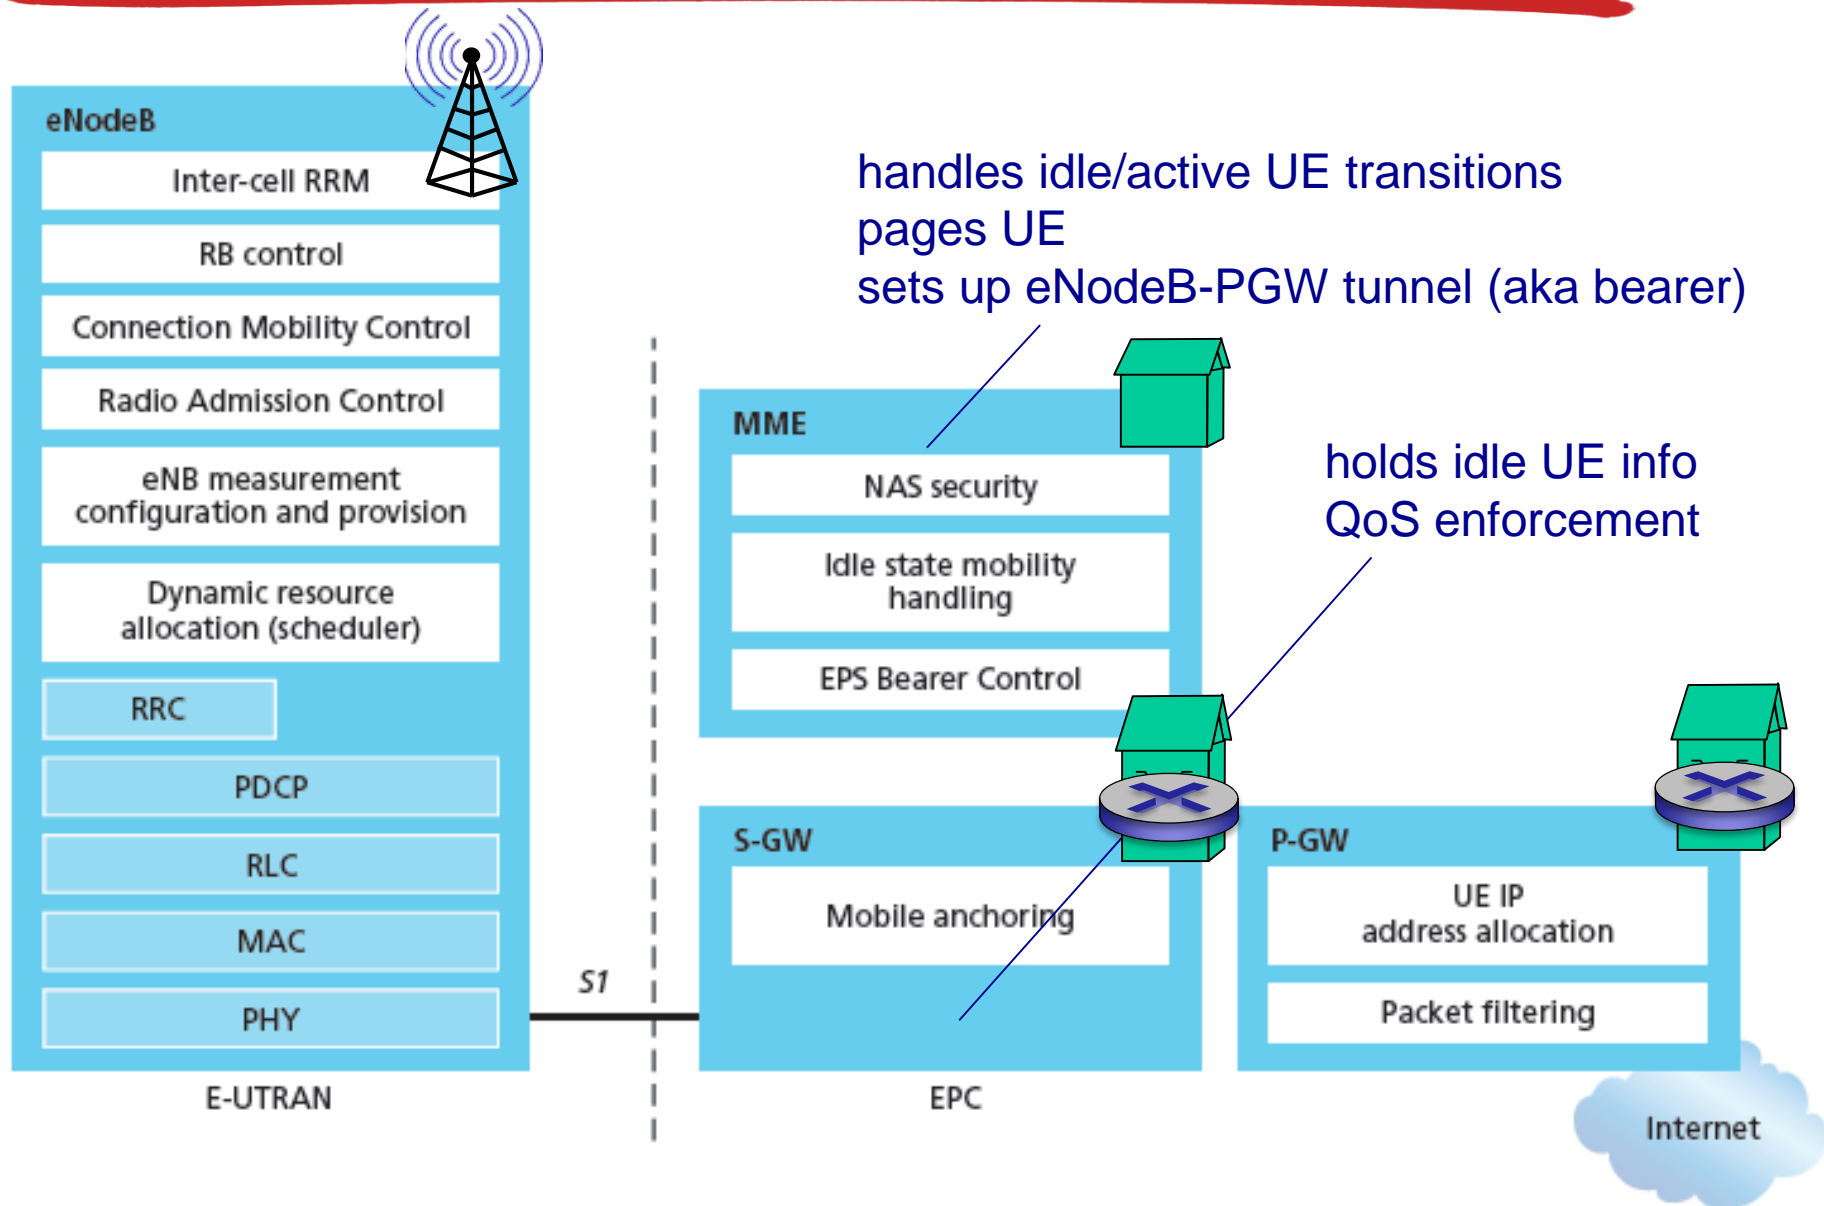 eNodeB
Inter-cell RRM
RB control
Connection Mobility Control
Radio Admission Control
eNB measurement
configuration and provision
Dynamic resource
allocation (scheduler)
RRC
PDCP
RLC
MAC
PHY
E-UTRAN
S1
handles idle/active UE transitions
pages UE
sets up eNodeB-PGW tunnel (aka bearer)
MME
NAS security
Idle state mobility
handling
EPS Bearer Control
holds idle UE info
QoS enforcement
S-GW
Mobile anchoring
EPC
P-GW
UE IP
address allocation
Packet filtering
Internet